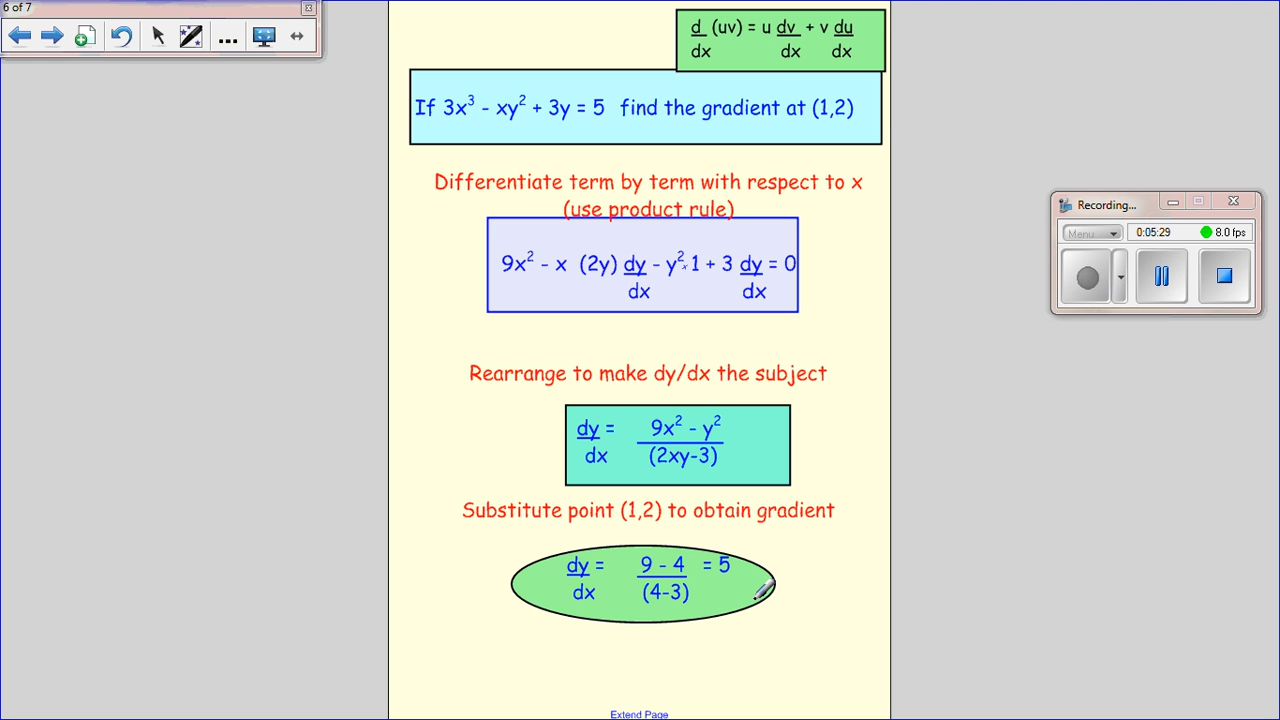 6 of 7
d (uv) = u dv + v du
dx dx dx
If 3x³ - xy² + 3y = 5 find the gradient at (1,2)
Differentiate term by term with respect to x
(use product rule)
9x² - x (2y) dy - y²×1 + 3 dy = 0
dx dx
Recording...
Menu
0:05:29
8.0 fps
Rearrange to make dy/dx the subject
dy = 9x² - y²
dx (2xy-3)
Substitute point (1,2) to obtain gradient
dy = 9 - 4 = 5
dx (4-3)
Extend Page